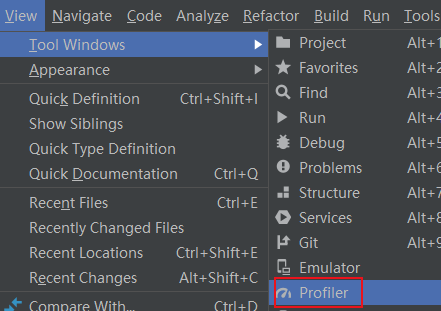 View Navigate Code Analyze Refactor Build Run Tools
Tool Windows
Appearance
Quick Definition Ctrl+Shift+I
Show Siblings
Quick Type Definition
Quick Documentation Ctrl+Q
Recent Files Ctrl+E
Recently Changed Files
Recent Locations Ctrl+Shift+E
Recent Changes Alt+Shift+C
Compare With... Ctrl+D
Project Alt+1
Favorites Alt+2
Find Alt+3
Run Alt+4
Debug Alt+5
Problems Alt+6
Structure Alt+7
Services Alt+8
Git Alt+9
Emulator
Profiler